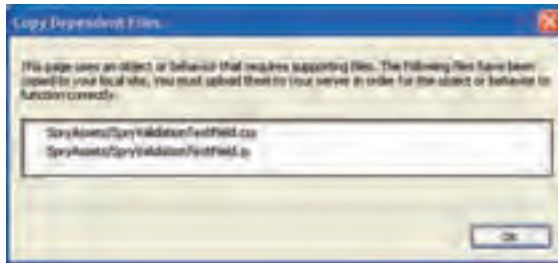 Copy Dependent Files
This page uses an object or behavior that requires supporting files. The following files have been
copied to your local site. You must upload them to your server in order for the object or behavior to
function correctly.
SpryAssets/SpryValidationTextField.css
SpryAssets/SpryValidationTextField.js
OK